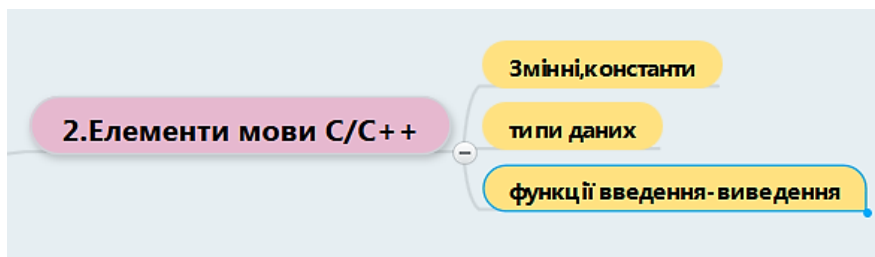 2.Елементи мови С/С++
Змінні,константи
типи даних
функції введення-виведення